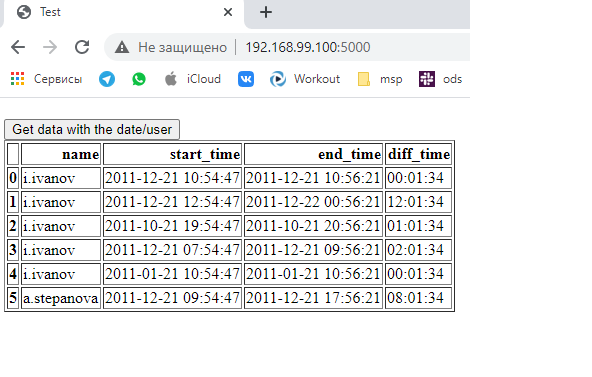 Test
Не защищено 192.168.99.100:5000
Сервисы iCloud Workout msp ods
Get data with the date/user
name start_time end_time diff_time
0 i.ivanov 2011-12-21 10:54:47 2011-12-21 10:56:21 00:01:34
1 i.ivanov 2011-12-21 12:54:47 2011-12-22 00:56:21 12:01:34
2 i.ivanov 2011-10-21 19:54:47 2011-10-21 20:56:21 01:01:34
3 i.ivanov 2011-12-21 07:54:47 2011-12-21 09:56:21 02:01:34
4 i.ivanov 2011-01-21 10:54:47 2011-01-21 10:56:21 00:01:34
5 a.stepanova 2011-12-21 09:54:47 2011-12-21 17:56:21 08:01:34